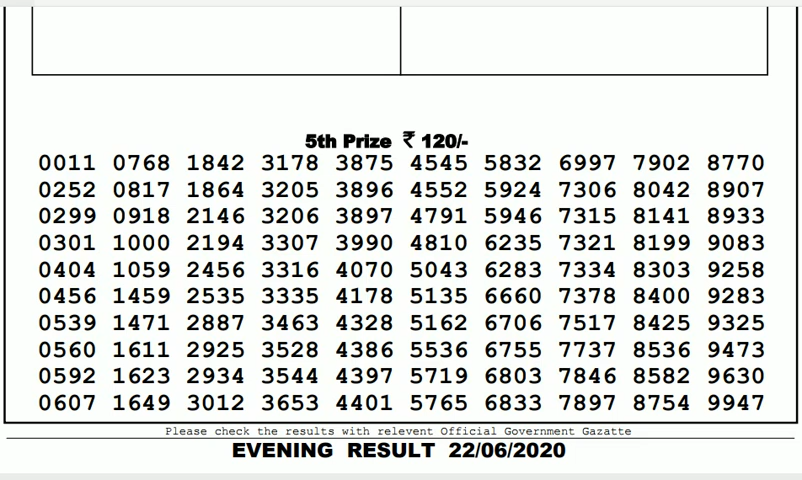 5th Prize ₹ 120/-
0011 0768 1842 3178 3875 4545 5832 6997 7902 8770
0252 0817 1864 3205 3896 4552 5924 7306 8042 8907
0299 0918 2146 3206 3897 4791 5946 7315 8141 8933
0301 1000 2194 3307 3990 4810 6235 7321 8199 9083
0404 1059 2456 3316 4070 5043 6283 7334 8303 9258
0456 1459 2535 3335 4178 5135 6660 7378 8400 9283
0539 1471 2887 3463 4328 5162 6706 7517 8425 9325
0560 1611 2925 3528 4386 5536 6755 7737 8536 9473
0592 1623 2934 3544 4397 5719 6803 7846 8582 9630
0607 1649 3012 3653 4401 5765 6833 7897 8754 9947
Please check the results with relevent Official Government Gazatte
EVENING RESULT 22/06/2020